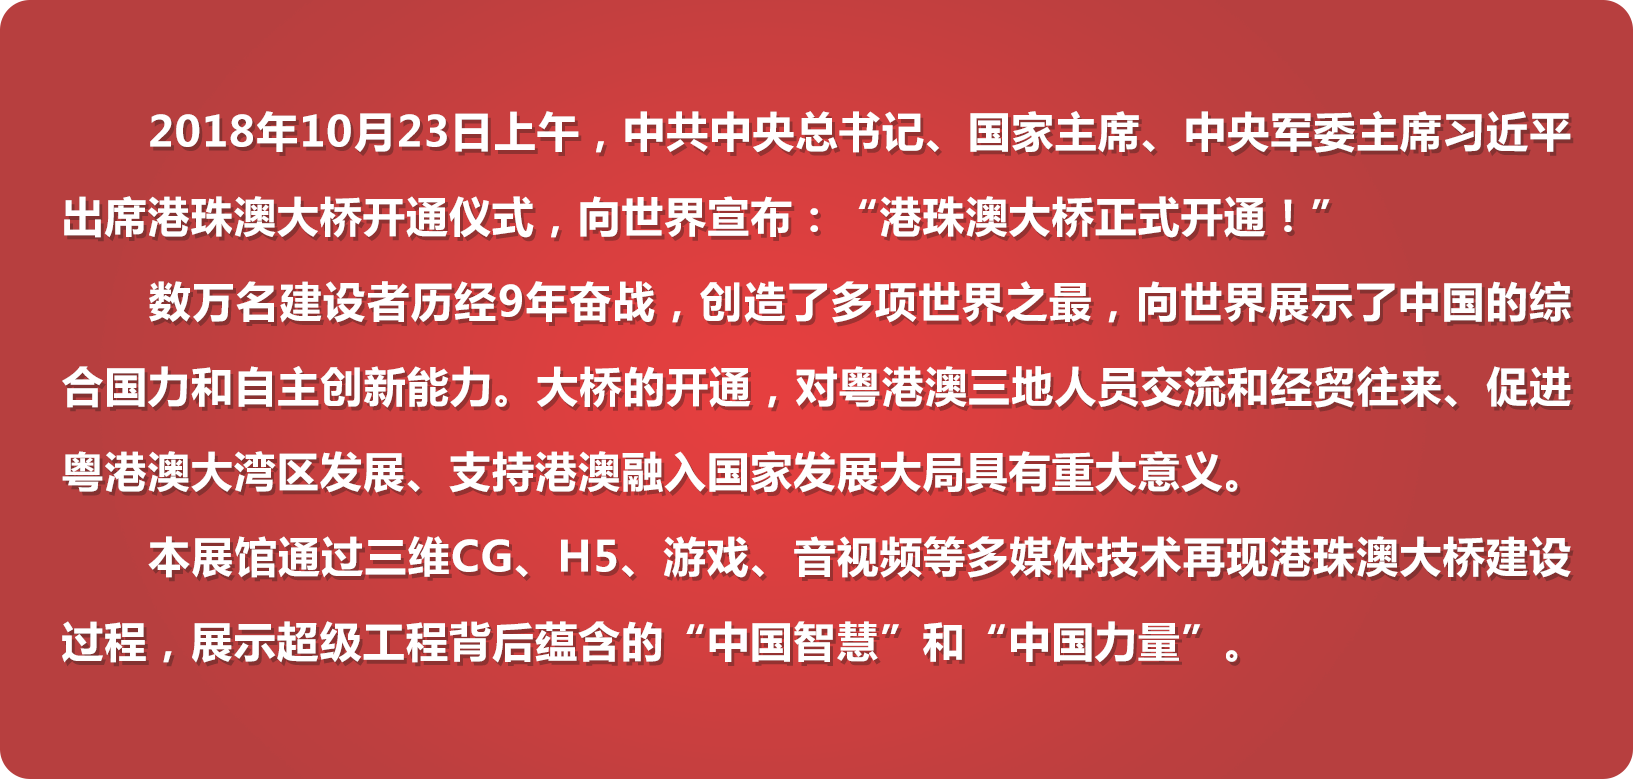 2018年10月23日上午，中共中央总书记、国家主席、中央军委主席习近平
出席港珠澳大桥开通仪式，向世界宣布：“港珠澳大桥正式开通！”
数万名建设者历经9年奋战，创造了多项世界之最，向世界展示了中国的综
合国力和自主创新能力。大桥的开通，对粤港澳三地人员交流和经贸往来、促进
粤港澳大湾区发展、支持港澳融入国家发展大局具有重大意义。
本展馆通过三维CG、H5、游戏、音视频等多媒体技术再现港珠澳大桥建设
过程，展示超级工程背后蕴含的“中国智慧”和“中国力量”。